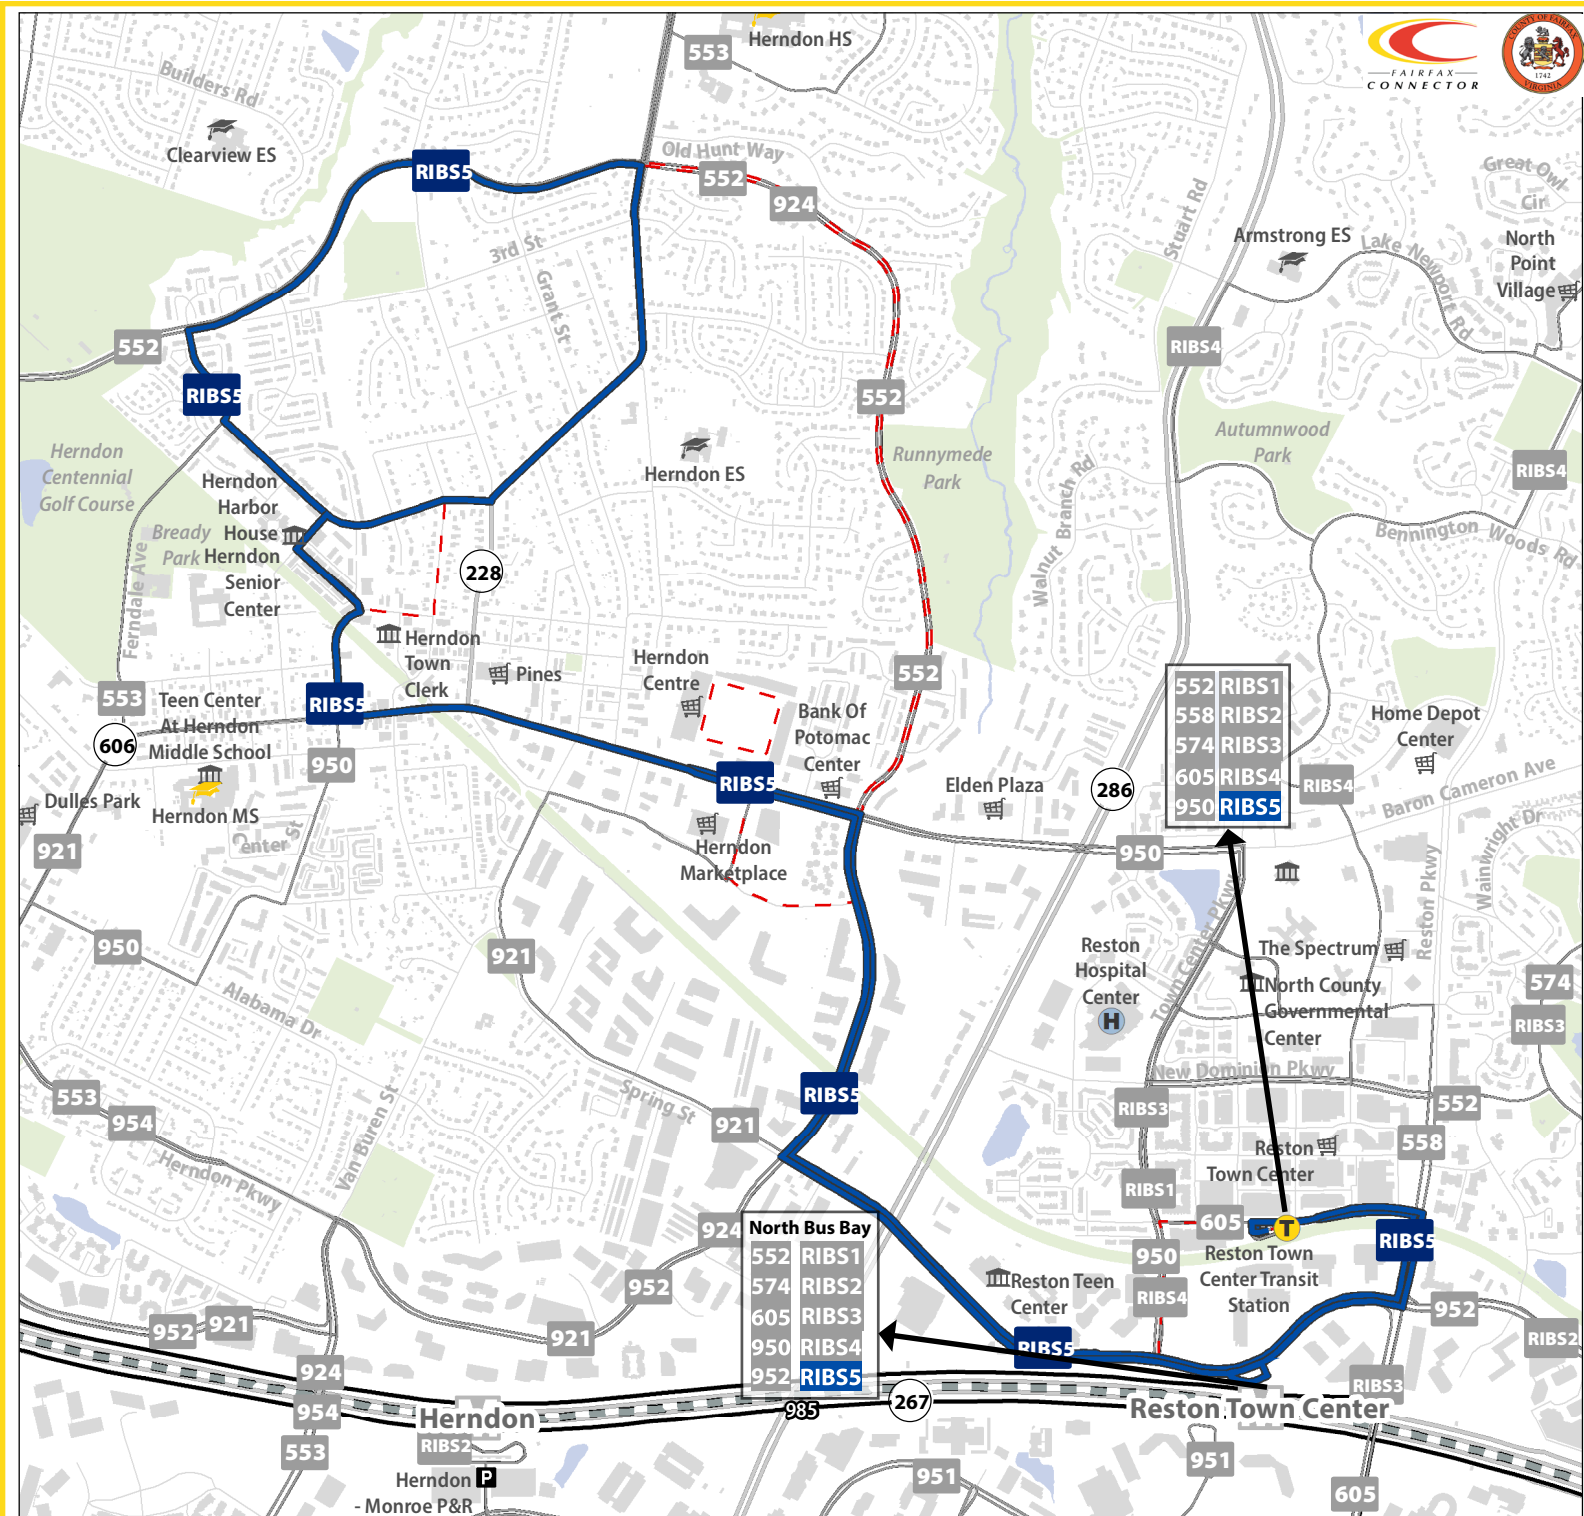 Herndon HS
553
FAIRFAX
CONNECTOR
COUNTY OF FAIRFAX
1742
VIRGINIA
Builders Rd
Clearview ES
RIBS5
Old Hunt Way
552
924
Great Owl
Cir
Stuart Rd
Armstrong ES
Lake Newport Rd
North
Point
Village
3rd St
Grant St
552
RIBS4
RIBS5
552
Herndon
Centennial
Golf Course
Herndon ES
Runnymede
Park
Autumnwood
Park
RIBS4
Herndon
Harbor
House
Bready
Park
Herndon
Senior
Center
Ferndale Ave
Walnut Branch Rd
Bennington Woods Rd
228
Herndon
Town
Clerk
Pines
Herndon
Centre
552
553
Teen Center
At Herndon
Middle School
RIBS5
606
950
Bank Of
Potomac
Center
552 RIBS1
558 RIBS2
574 RIBS3
605 RIBS4
950 RIBS5
Home Depot
Center
RIBS4
Baron Cameron Ave
RIBS5
Elden Plaza
286
Dulles Park
Herndon MS
Center St
921
Herndon
Marketplace
950
Wainwright Dr
Reston Pkwy
Town Center Pkwy
950
921
Reston
Hospital
Center
H
The Spectrum
North County
Governmental
Center
574
RIBS3
Alabama Dr
New Dominion Pkwy
RIBS5
553
954
Spring St
921
RIBS3
552
558
Van Buren St
Herndon Pkwy
Reston
Town Center
RIBS1
924
North Bus Bay
552 RIBS1
574 RIBS2
605 RIBS3
950 RIBS4
952 RIBS5
605
T
RIBS5
950
Reston Town
Center Transit
Station
Reston Teen
Center
RIBS4
952
952
921
952
921
RIBS5
RIBS2
924
RIBS3
954
Herndon
985
267
Reston Town Center
553
RIBS2
Herndon
- Monroe P&R
P
951
951
605